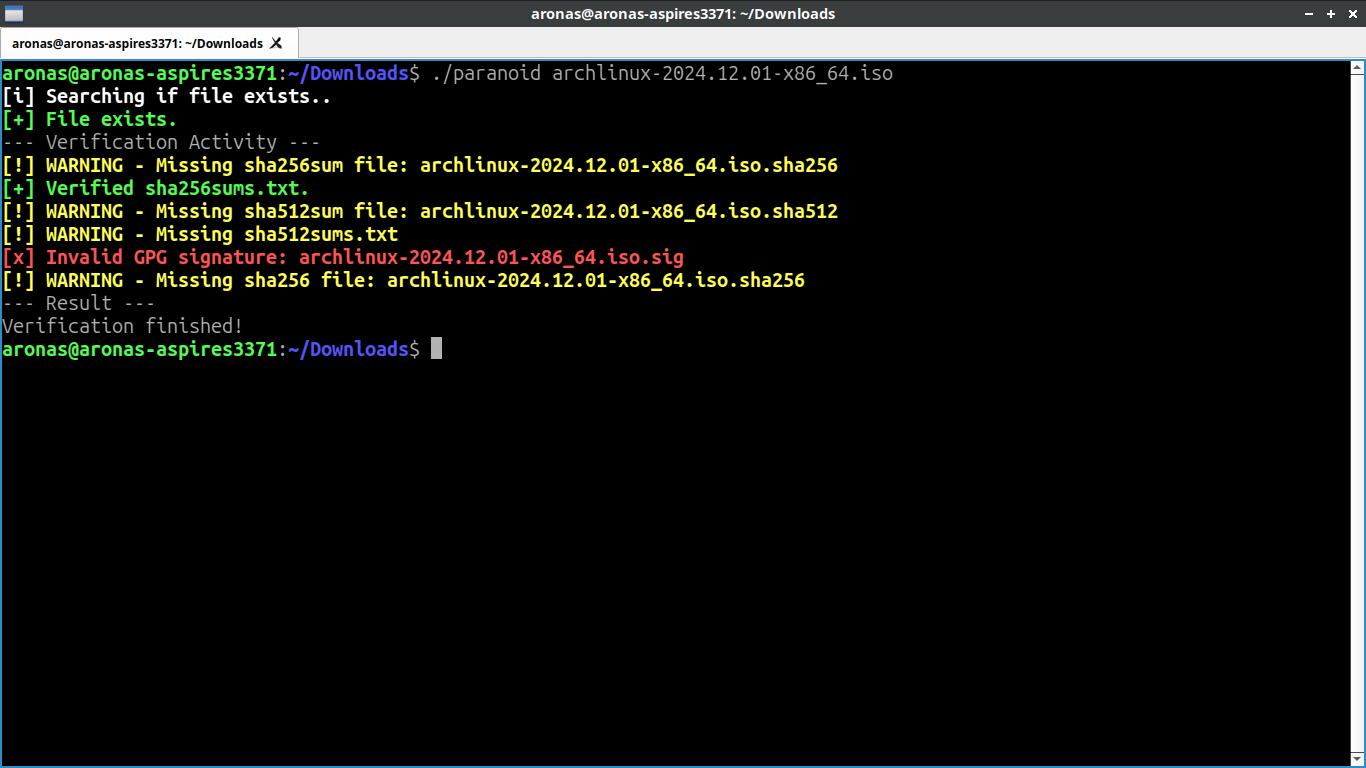 aronas@aronas-aspires3371: ~/Downloads
aronas@aronas-aspires3371: ~/Downloads
aronas@aronas-aspires3371:~/Downloads$ ./paranoid archlinux-2024.12.01-x86_64.iso
[i] Searching if file exists..
[+] File exists.
--- Verification Activity ---
[!] WARNING - Missing sha256sum file: archlinux-2024.12.01-x86_64.iso.sha256
[+] Verified sha256sums.txt.
[!] WARNING - Missing sha512sum file: archlinux-2024.12.01-x86_64.iso.sha512
[!] WARNING - Missing sha512sums.txt
[x] Invalid GPG signature: archlinux-2024.12.01-x86_64.iso.sig
[!] WARNING - Missing sha256 file: archlinux-2024.12.01-x86_64.iso.sha256
--- Result ---
Verification finished!
aronas@aronas-aspires3371:~/Downloads$